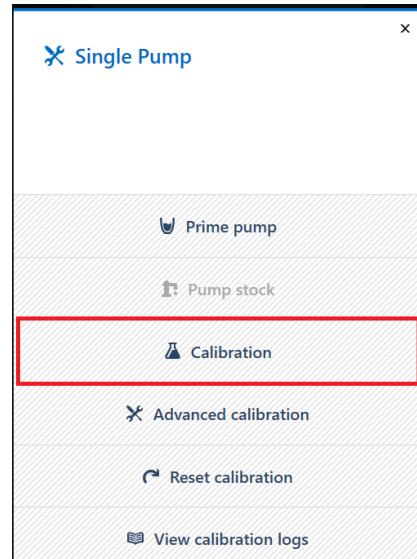 ×
Single Pump
Prime pump
Pump stock
Calibration
Advanced calibration
Reset calibration
View calibration logs